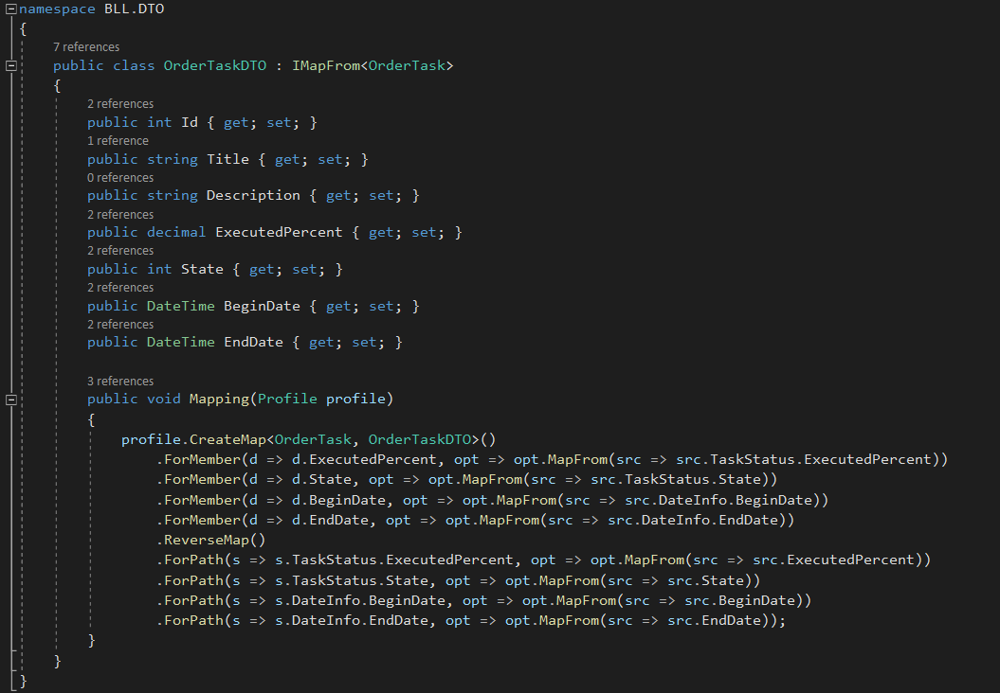 namespace BLL.DTO
{
7 references
public class OrderTaskDTO : IMapFrom<OrderTask>
{
2 references
public int Id { get; set; }
1 reference
public string Title { get; set; }
0 references
public string Description { get; set; }
2 references
public decimal ExecutedPercent { get; set; }
2 references
public int State { get; set; }
2 references
public DateTime BeginDate { get; set; }
2 references
public DateTime EndDate { get; set; }
3 references
public void Mapping(Profile profile)
{
profile.CreateMap<OrderTask, OrderTaskDTO>()
.ForMember(d => d.ExecutedPercent, opt => opt.MapFrom(src => src.TaskStatus.ExecutedPercent))
.ForMember(d => d.State, opt => opt.MapFrom(src => src.TaskStatus.State))
.ForMember(d => d.BeginDate, opt => opt.MapFrom(src => src.DateInfo.BeginDate))
.ForMember(d => d.EndDate, opt => opt.MapFrom(src => src.DateInfo.EndDate))
.ReverseMap()
.ForPath(s => s.TaskStatus.ExecutedPercent, opt => opt.MapFrom(src => src.ExecutedPercent))
.ForPath(s => s.TaskStatus.State, opt => opt.MapFrom(src => src.State))
.ForPath(s => s.DateInfo.BeginDate, opt => opt.MapFrom(src => src.BeginDate))
.ForPath(s => s.DateInfo.EndDate, opt => opt.MapFrom(src => src.EndDate));
}
}
}